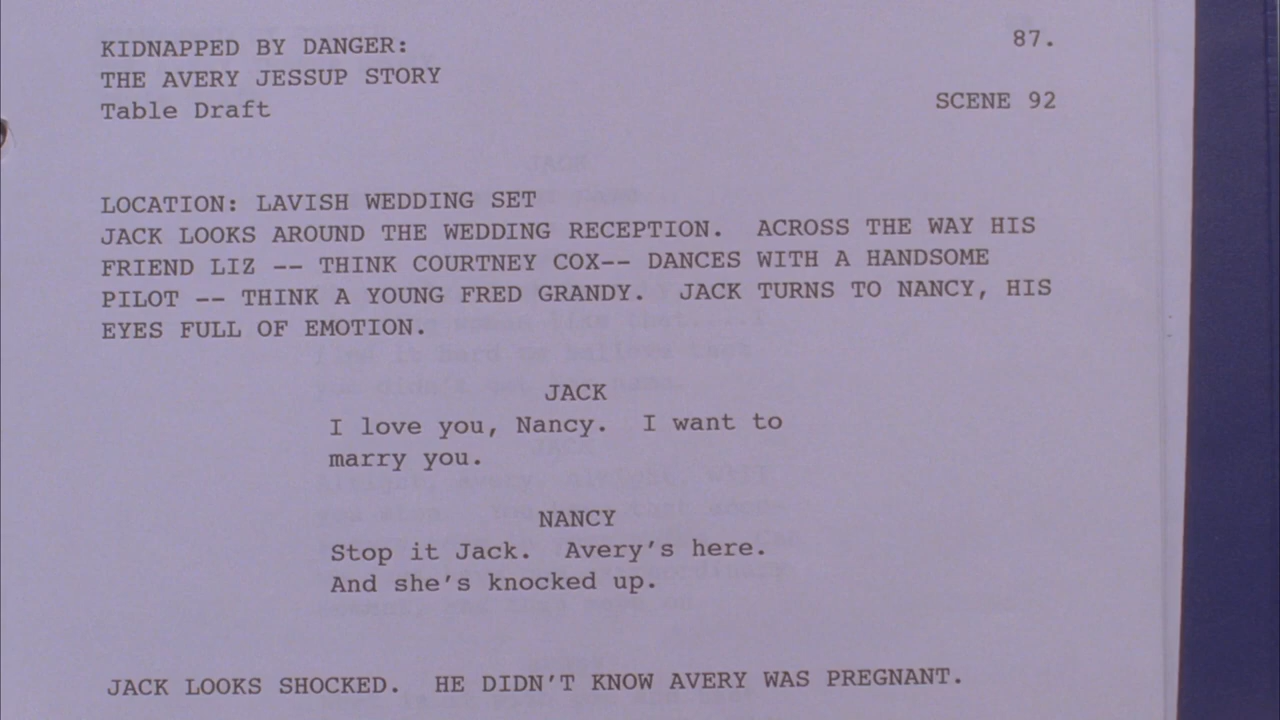 KIDNAPPED BY DANGER:
87.
THE AVERY JESSUP STORY
Table Draft
SCENE 92
LOCATION: LAVISH WEDDING SET
JACK LOOKS AROUND THE WEDDING RECEPTION. ACROSS THE WAY HIS
FRIEND LIZ -- THINK COURTNEY COX-- DANCES WITH A HANDSOME
PILOT -- THINK A YOUNG FRED GRANDY. JACK TURNS TO NANCY, HIS
EYES FULL OF EMOTION.
JACK
I love you, Nancy. I want to
marry you.
NANCY
Stop it Jack. Avery's here.
And she's knocked up.
JACK LOOKS SHOCKED. HE DIDN'T KNOW AVERY WAS PREGNANT.